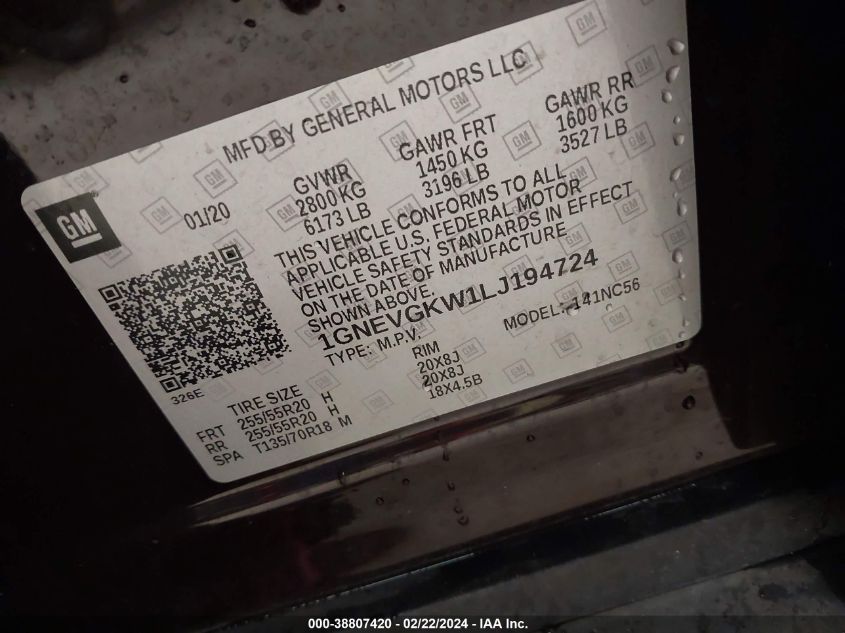 MFD BY GENERAL MOTORS LLC
GM
01/20
GVWR
2800 KG
6173 LB
GAWR FRT
1450 KG
3196 LB
GAWR RR
1600 KG
3527 LB
THIS VEHICLE CONFORMS TO ALL
APPLICABLE U.S. FEDERAL MOTOR
VEHICLE SAFETY STANDARDS IN EFFECT
ON THE DATE OF MANUFACTURE
SHOWN ABOVE.
1GNEVGKW1LJ194724
TYPE: M.P.V.
MODEL: 141NC56
326E
TIRE SIZE RIM
FRT 255/55R20 H 20X8J
RR 255/55R20 H 20X8J
SPA T135/70R18 M 18X4.5B
000-38807420 - 02/22/2024 - IAA Inc.